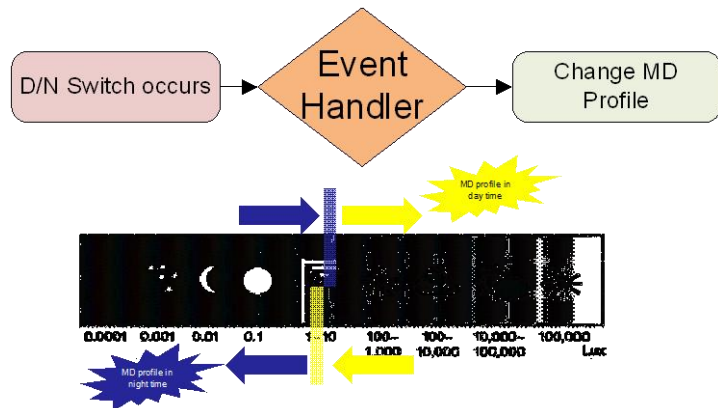 D/N Switch occurs
Event
Handler
Change MD
Profile
MD profile in
day time
0.0001 0.001 0.01 0.1 10 100~ 100~ 10,000~ 100,000
1,000 10,000 100,000 Lux
MD profile in
night time